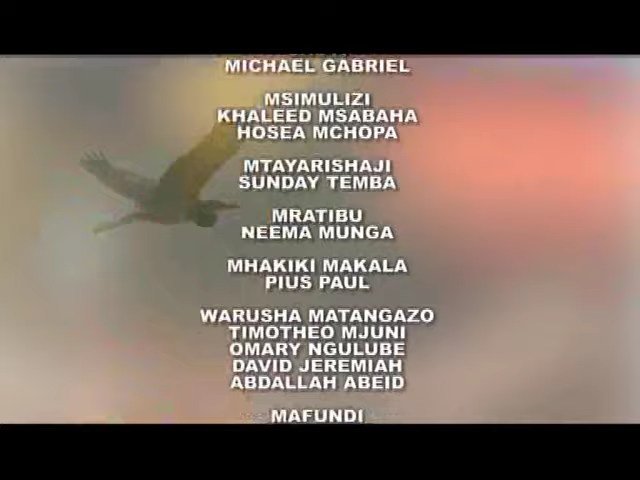 MICHAEL GABRIEL
MSIMULIZI
KHALEED MSABAHA
HOSEA MCHOPA
MTAYARISHAJI
SUNDAY TEMBA
MRATIBU
NEEMA MUNGA
MHAKIKI MAKALA
PIUS PAUL
WARUSHA MATANGAZO
TIMOTHEO MJUNI
OMARY NGULUBE
DAVID JEREMIAH
ABDALLAH ABEID
MAFUNDI